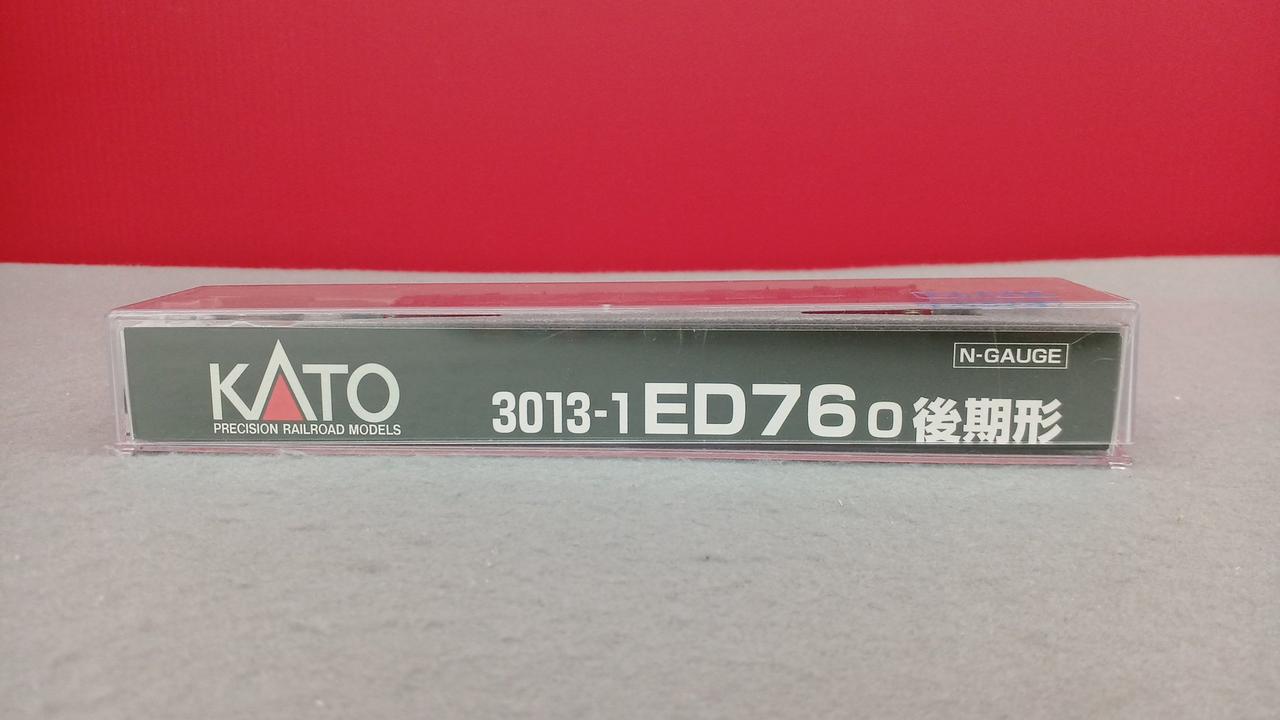 KATO
PRECISION RAILROAD MODELS
N-GAUGE
3013-1 ED76 0 後期形